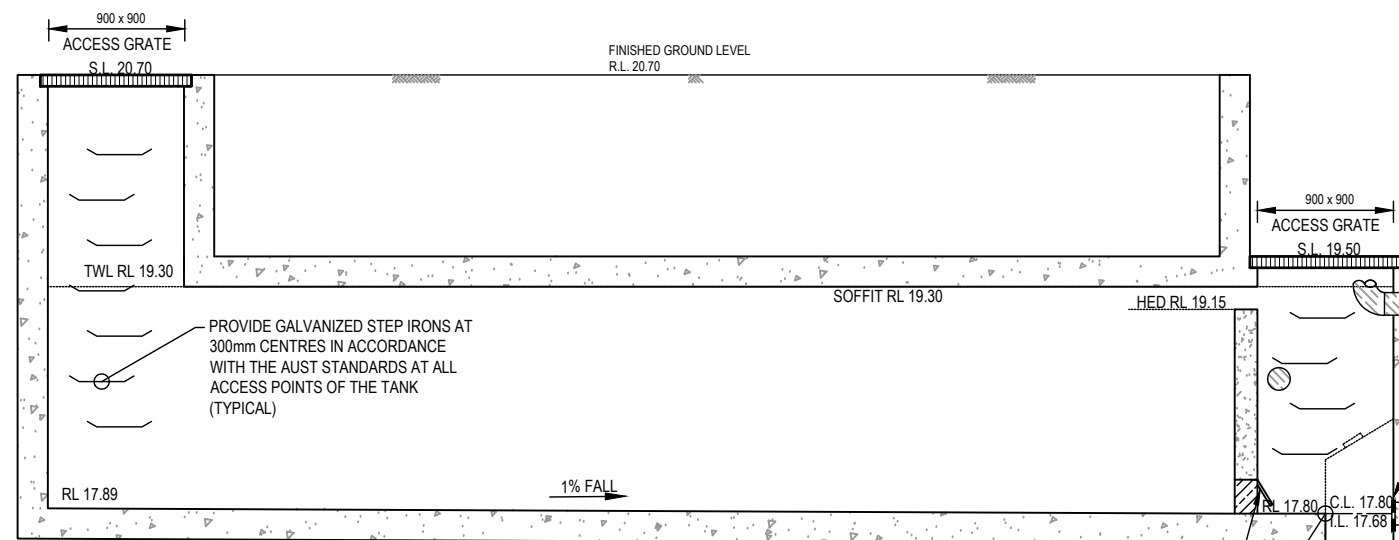 900 x 900
ACCESS GRATE
S.L. 20.70
FINISHED GROUND LEVEL
R.L. 20.70
900 x 900
ACCESS GRATE
S.L. 19.50
TWL RL 19.30
SOFFIT RL 19.30
HED RL 19.15
PROVIDE GALVANIZED STEP IRONS AT
300mm CENTRES IN ACCORDANCE
WITH THE AUST STANDARDS AT ALL
ACCESS POINTS OF THE TANK
(TYPICAL)
RL 17.89
1% FALL
RL 17.80
C.L. 17.80
I.L. 17.68